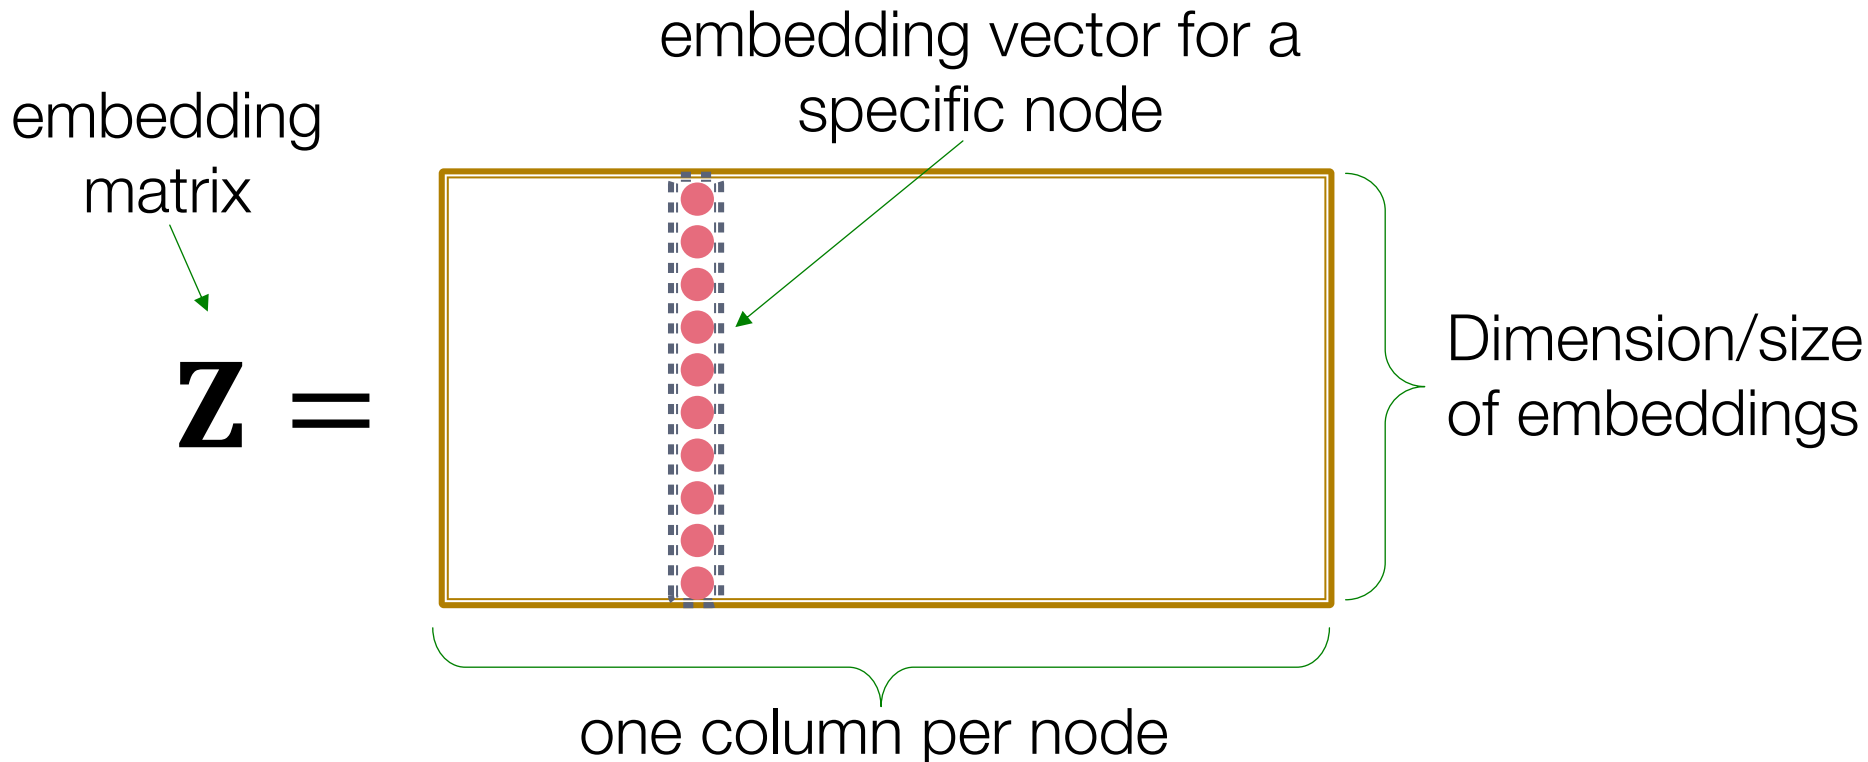 embedding vector for a
specific node
embedding
matrix
Z =
Dimension/size
of embeddings
one column per node